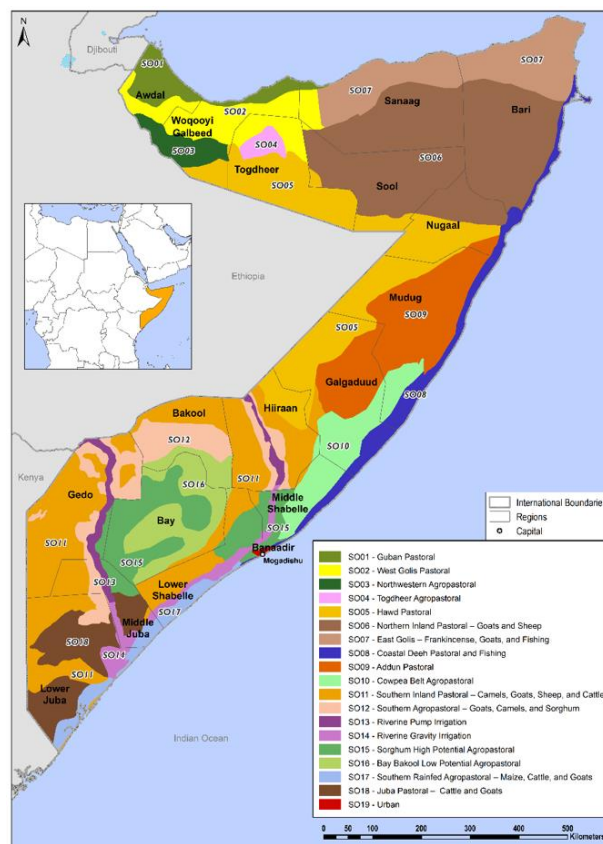 N
Djibouti
SO01
Awdal
SO02
Woqooyi
Galbeed
SO03
SO04
Togdheer
SO05
SO07
Sanaag
SO07
Bari
SO06
Sool
Nugaal
Ethiopia
Mudug
SO05
SO09
Galgaduud
SO08
Hiiraan
SO10
Bakool
SO12
SO11
Kenya
Gedo
SO16
Bay
Middle
Shabelle
SO15
SO11
SO15
Banaadir
Mogadishu
SO13
Lower
Shabelle
SO17
Middle
Juba
SO18
SO14
SO11
Lower
Juba
Indian Ocean
International Boundarie
Regions
Capital
SO01 - Guban Pastoral
SO02 - West Golis Pastoral
SO03 - Northwestern Agropastoral
SO04 - Togdheer Agropastoral
SO05 - Hawd Pastoral
SO06 - Northern Inland Pastoral – Goats and Sheep
SO07 - East Golis – Frankincense, Goats, and Fishing
SO08 - Coastal Deeh Pastoral and Fishing
SO09 - Addun Pastoral
SO10 - Cowpea Belt Agropastoral
SO11 - Southern Inland Pastoral – Camels, Goats, Sheep, and Cattle
SO12 - Southern Agropastoral – Goats, Camels, and Sorghum
SO13 - Riverine Pump Irrigation
SO14 - Riverine Gravity Irrigation
SO15 - Sorghum High Potential Agropastoral
SO16 - Bay Bakool Low Potential Agropastoral
SO17 - Southern Rainfed Agropastoral – Maize, Cattle, and Goats
SO18 - Juba Pastoral – Cattle and Goats
SO19 - Urban
0 50 100 200 300 400 500
Kilometers